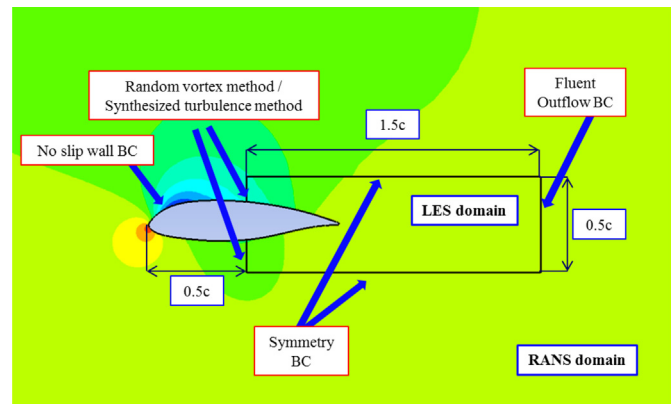 Random vortex method /
Synthesized turbulence method
Fluent
Outflow BC
1.5c
No slip wall BC
LES domain
0.5c
0.5c
Symmetry
BC
RANS domain